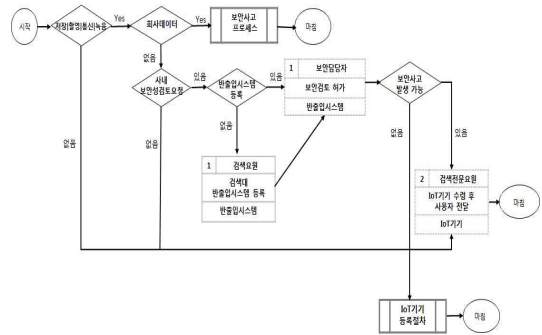 시작
저장|촬영|통신|녹음
Yes
회사데이터
Yes
보안사고
프로세스
마침
없음
사내
보안성검토요청
있음
반출입시스템
등록
있음
1
보안담당자
보안검토 허가
반출입시스템
보안사고
발생 가능
없음
없음
없음
없음
있음
1
검색요원
검색대
반출입시스템 등록
반출입시스템
2
검색전문요원
IoT기기 수령 후
사용자 전달
IoT기기
마침
IoT기기
등록절차
마침